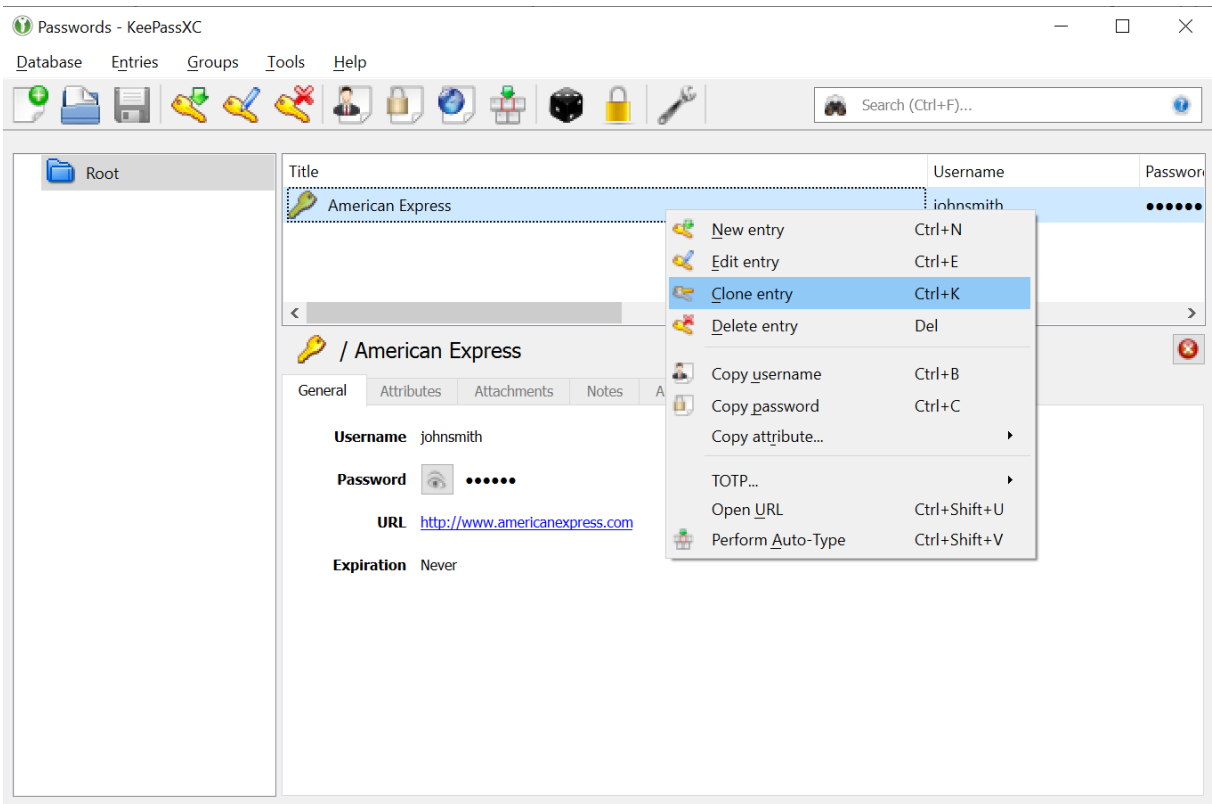 Passwords - KeePassXC
Database Entries Groups Tools Help
Search (Ctrl+F)...
Root
Title Username Passwor
American Express johnsmith ••••••
New entry Ctrl+N
Edit entry Ctrl+E
Clone entry Ctrl+K
Delete entry Del
Copy username Ctrl+B
Copy password Ctrl+C
Copy attribute...
TOTP...
Open URL Ctrl+Shift+U
Perform Auto-Type Ctrl+Shift+V
/ American Express
General Attributes Attachments Notes A
Username johnsmith
Password ••••••
URL http://www.americanexpress.com
Expiration Never